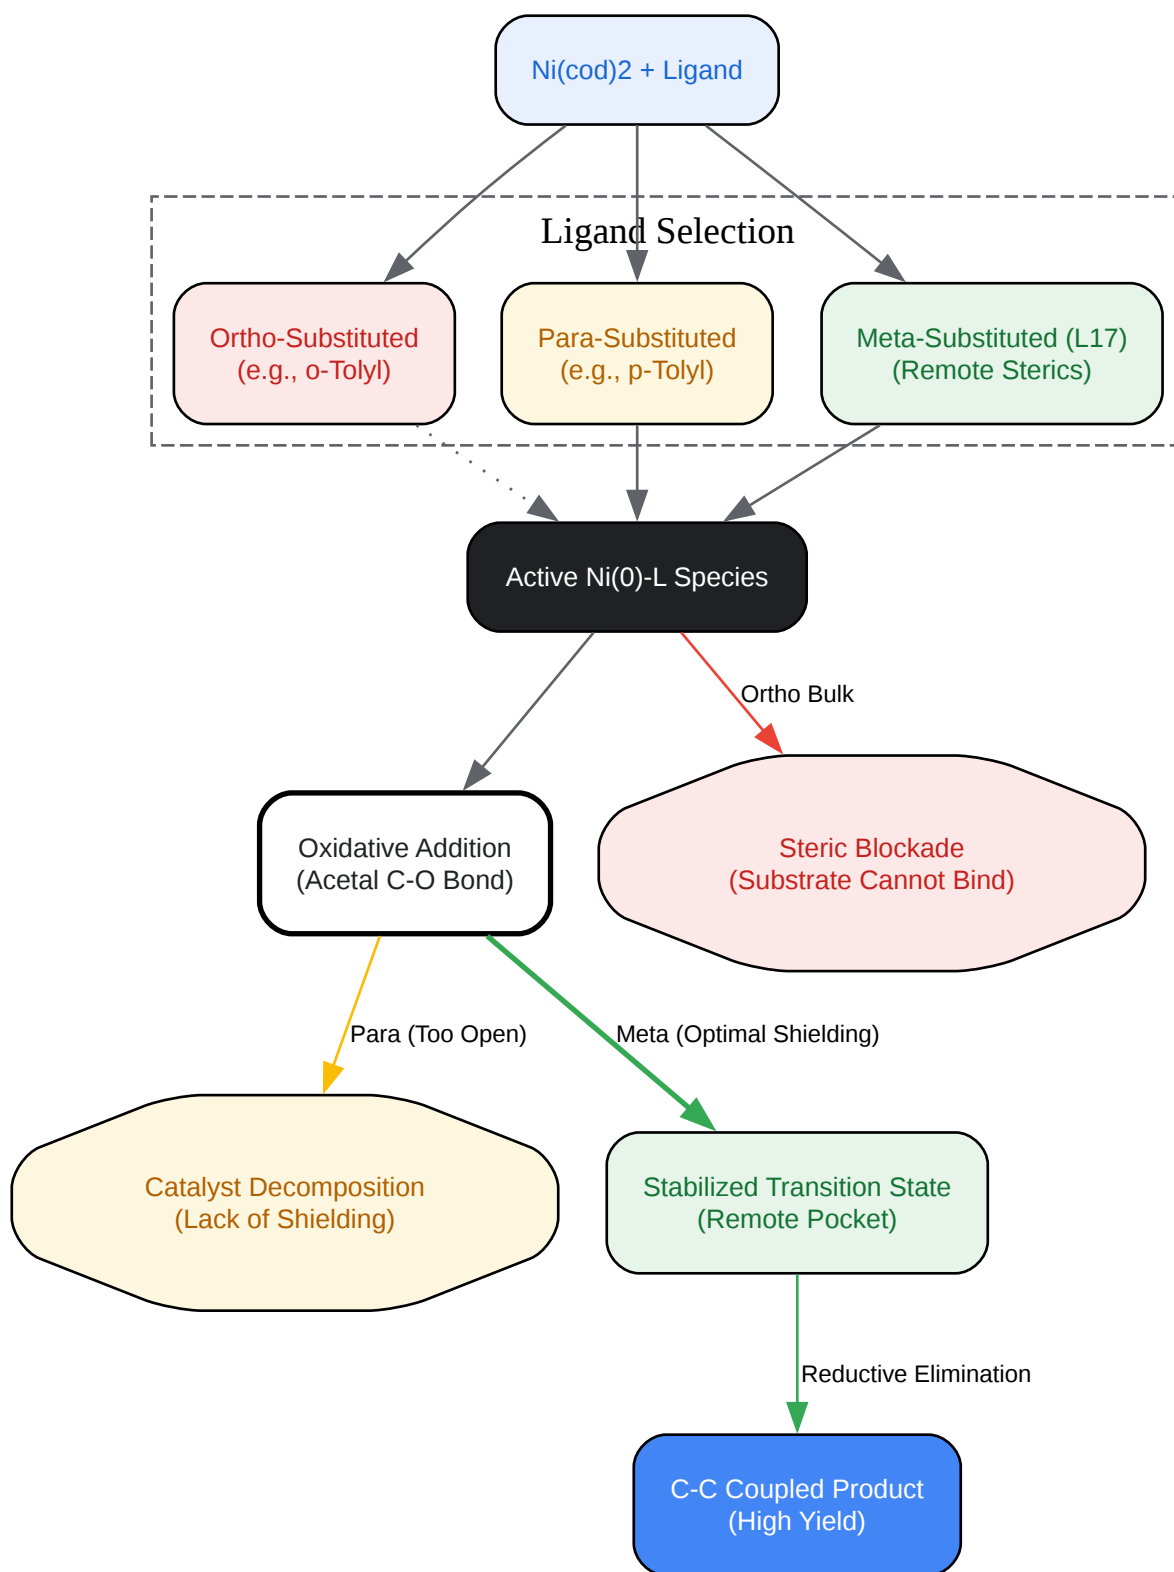 Ni(cod)2 + Ligand
Ligand Selection
Ortho-Substituted
(e.g., o-Tolyl)
Para-Substituted
(e.g., p-Tolyl)
Meta-Substituted (L17)
(Remote Sterics)
Active Ni(0)-L Species
Ortho Bulk
Oxidative Addition
(Acetal C-O Bond)
Steric Blockade
(Substrate Cannot Bind)
Para (Too Open)
Meta (Optimal Shielding)
Catalyst Decomposition
(Lack of Shielding)
Stabilized Transition State
(Remote Pocket)
Reductive Elimination
C-C Coupled Product
(High Yield)